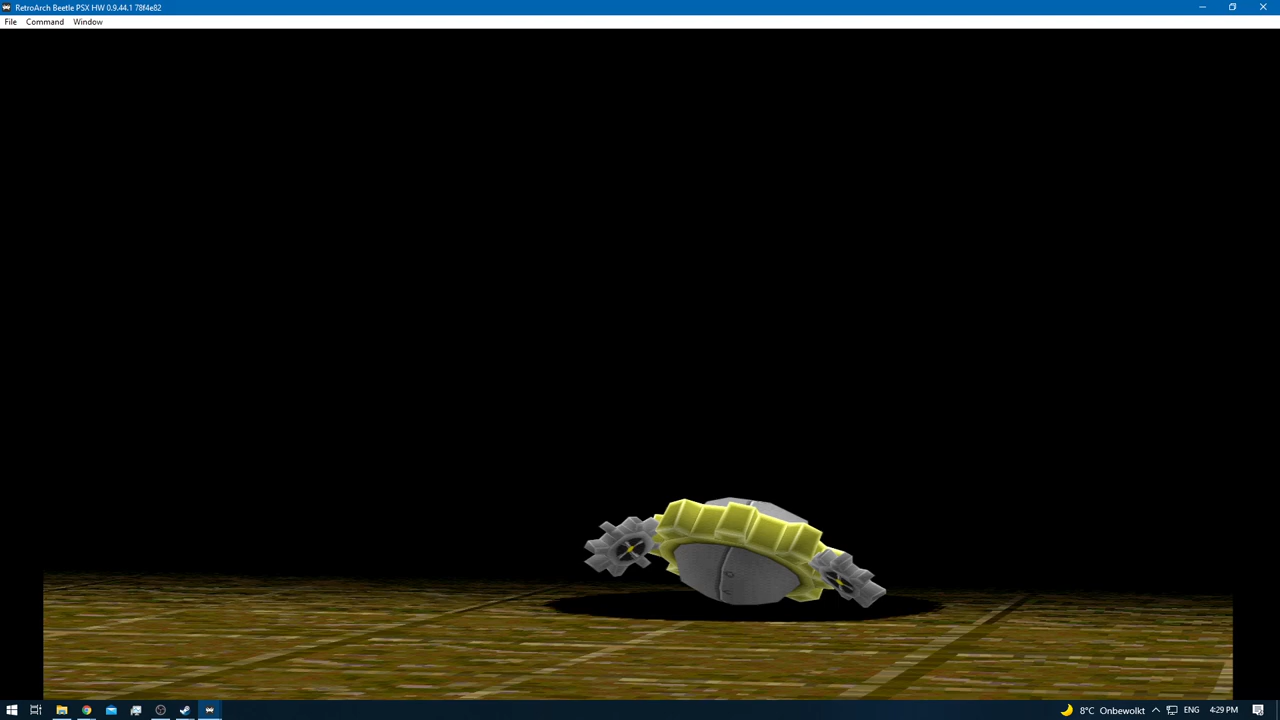 RetroArch Beetle PSX HW 0.9.44.1 78f4e82
File Command Window
8°C Onbewolkt ENG 4:29 PM